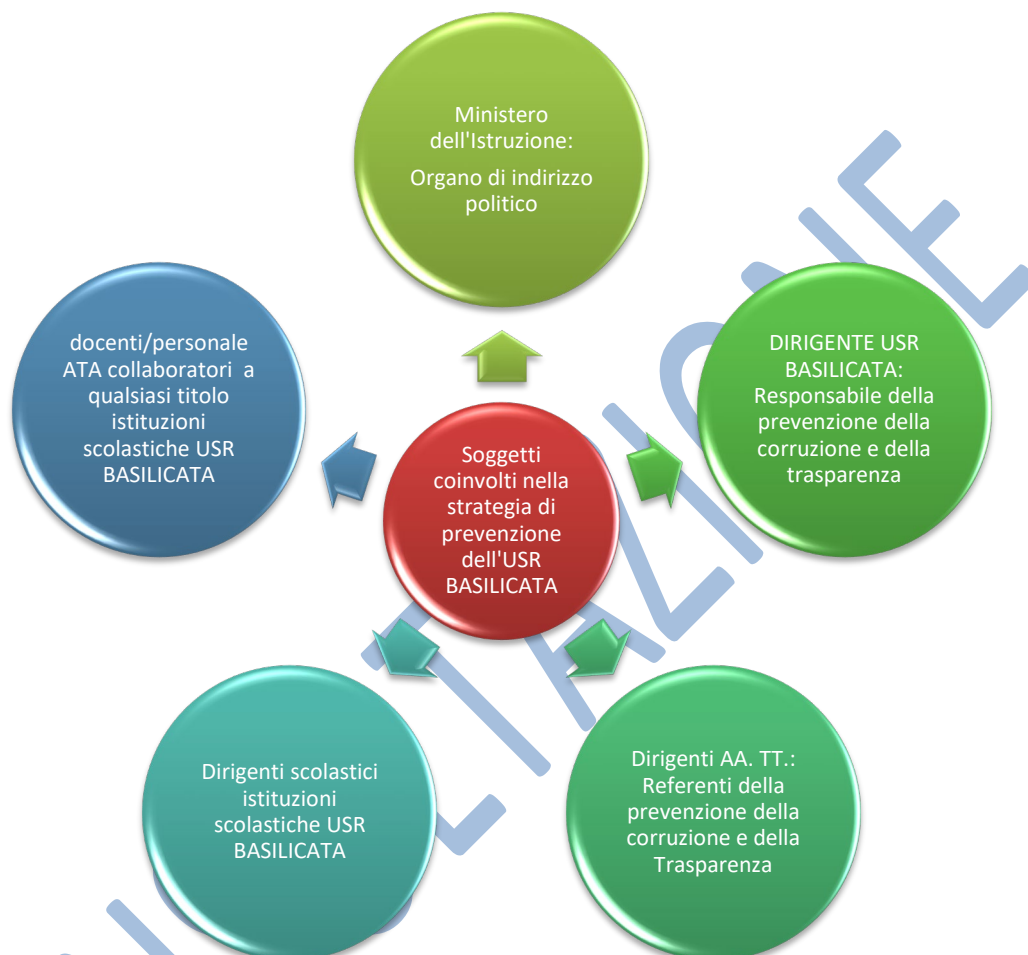 Ministero
dell'Istruzione:
Organo di indirizzo
politico
DIRIGENTE USR
BASILICATA:
Responsabile della
prevenzione della
corruzione e della
trasparenza
Dirigenti AA. TT.:
Referenti della
prevenzione della
corruzione e della
Trasparenza
Dirigenti scolastici
istituzioni
scolastiche USR
BASILICATA
docenti/personale
ATA collaboratori a
qualsiasi titolo
istituzioni
scolastiche USR
BASILICATA
Soggetti
coinvolti nella
strategia di
prevenzione
dell'USR
BASILICATA